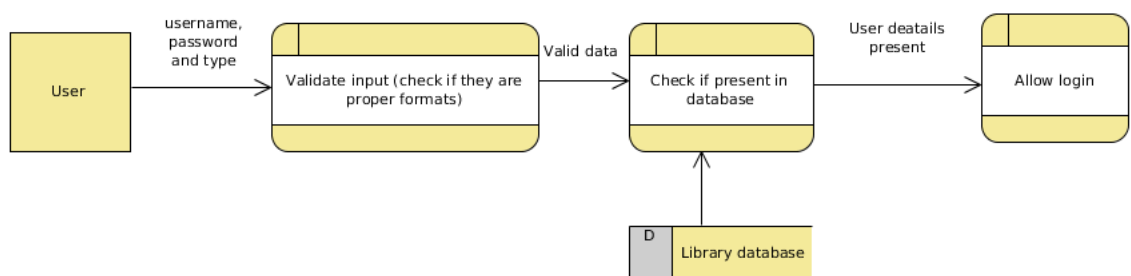 username,
password
and type
User
Validate input (check if they are
proper formats)
Valid data
Check if present in
database
User deatails
present
Allow login
D
Library database